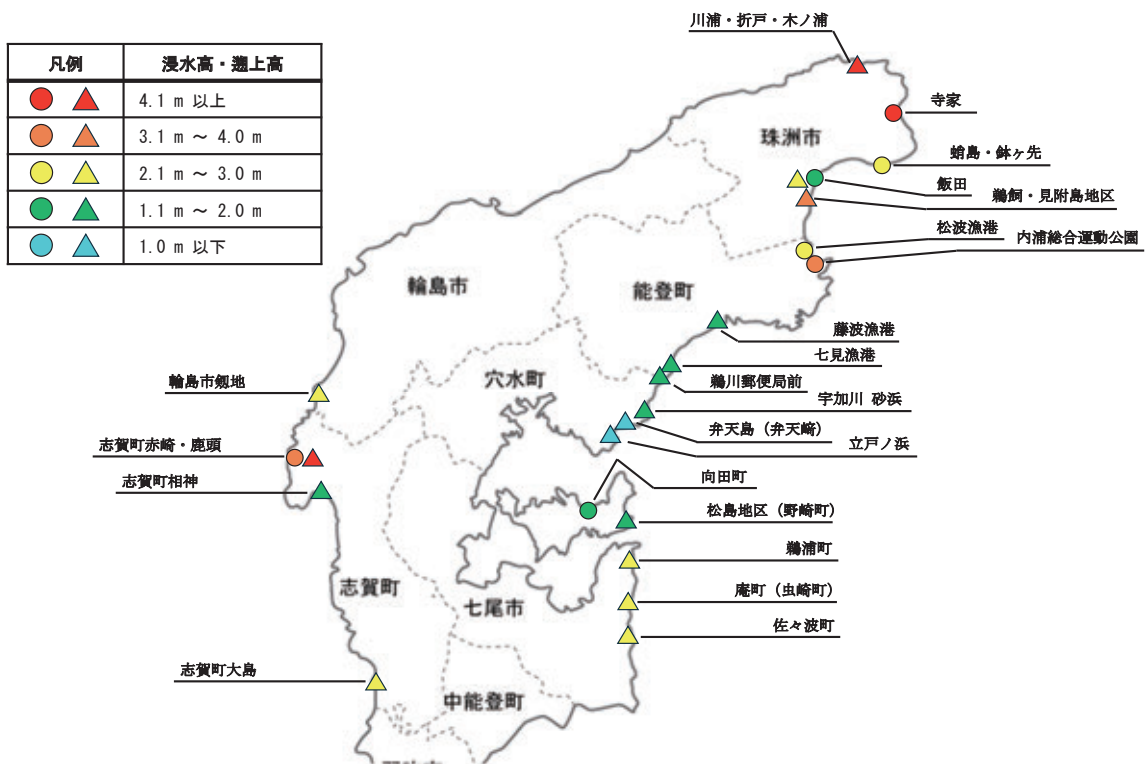 川浦・折戸・木ノ浦
凡例 浸水高・遡上高
4.1 m 以上
3.1 m ～ 4.0 m
2.1 m ～ 3.0 m
1.1 m ～ 2.0 m
1.0 m 以下
寺家
珠洲市
蛸島・鉢ヶ先
飯田
鵜飼・見附島地区
松波漁港
内浦総合運動公園
輪島市
能登町
藤波漁港
七見漁港
穴水町
輪島市剱地
鵜川郵便局前
宇加川 砂浜
弁天島（弁天崎）
志賀町赤崎・鹿頭
立戸ノ浜
向田町
志賀町相神
松島地区（野崎町）
鵜浦町
志賀町
七尾市
庵町（虫崎町）
佐々波町
志賀町大島
中能登町